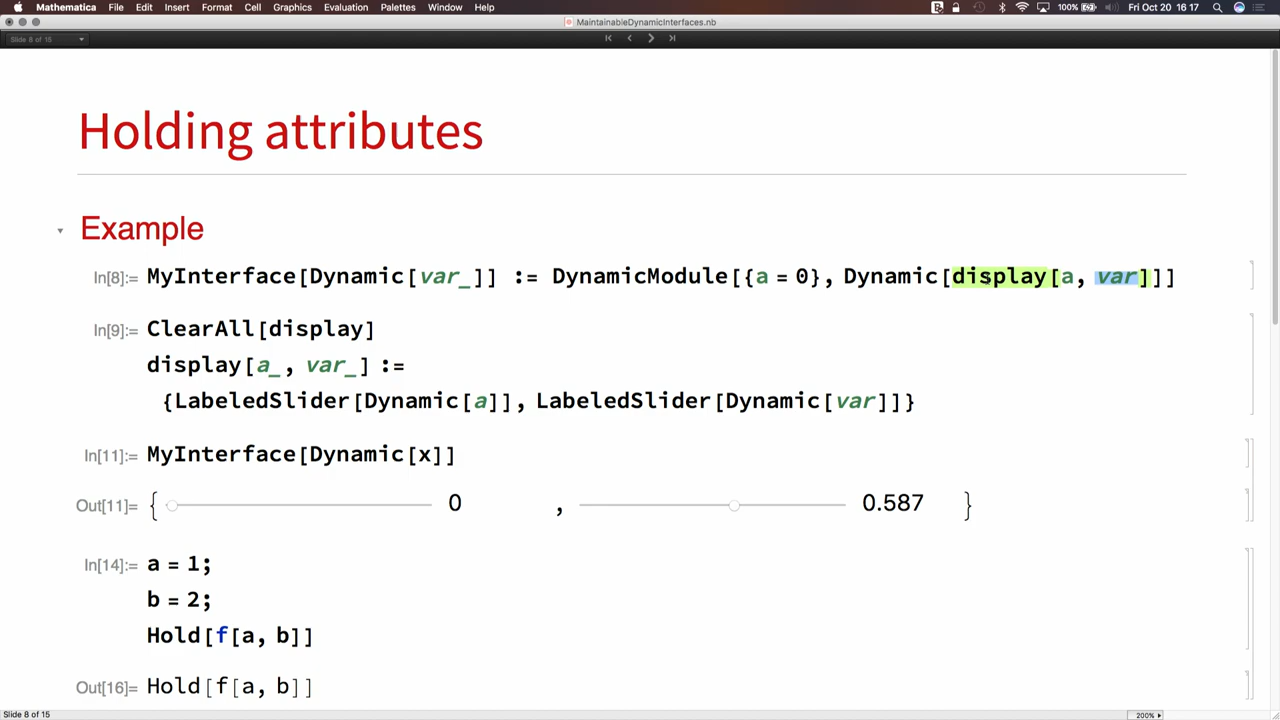 Mathematica File Edit Insert Format Cell Graphics Evaluation Palettes Window Help 100% Fri Oct 20 16 17
MaintainableDynamicInterfaces.nb
Slide 8 of 15
Holding attributes
Example
In[8]:= MyInterface[Dynamic[var_]] := DynamicModule[{a = 0}, Dynamic[display[a, var]]]
In[9]:= ClearAll[display]
display[a_, var_] :=
{LabeledSlider[Dynamic[a]], LabeledSlider[Dynamic[var]]}
In[11]:= MyInterface[Dynamic[x]]
Out[11]= { 0 , 0.587 }
In[14]:= a = 1;
b = 2;
Hold[f[a, b]]
Out[16]= Hold[f[a, b]]
Slide 8 of 15 200%